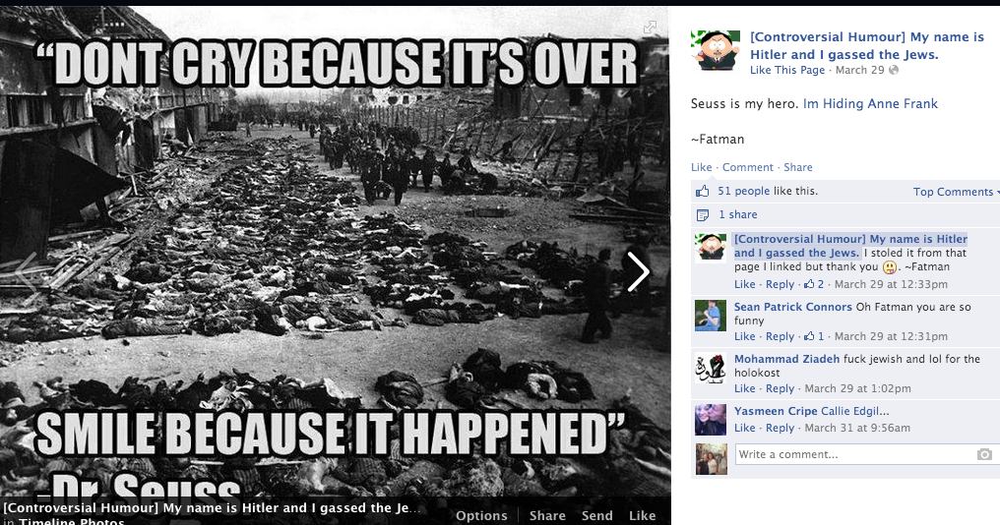 “DONT CRY BECAUSE IT'S OVER
SMILE BECAUSE IT HAPPENED”
-Dr. Seuss
[Controversial Humour] My name is Hitler and I gassed the Je...
in Timeline Photos
Options Share Send Like
[Controversial Humour] My name is
Hitler and I gassed the Jews.
Like This Page · March 29
Seuss is my hero. Im Hiding Anne Frank
~Fatman
Like · Comment · Share
51 people like this.
Top Comments
1 share
[Controversial Humour] My name is Hitler
and I gassed the Jews. I stoled it from that
page I linked but thank you . ~Fatman
Like · Reply · 2 · March 29 at 12:33pm
Sean Patrick Connors Oh Fatman you are so
funny
Like · Reply · 1 · March 29 at 12:31pm
Mohammad Ziadeh fuck jewish and lol for the
holokost
Like · Reply · March 29 at 1:02pm
Yasmeen Cripe Callie Edgil...
Like · Reply · March 31 at 9:56am
Write a comment...